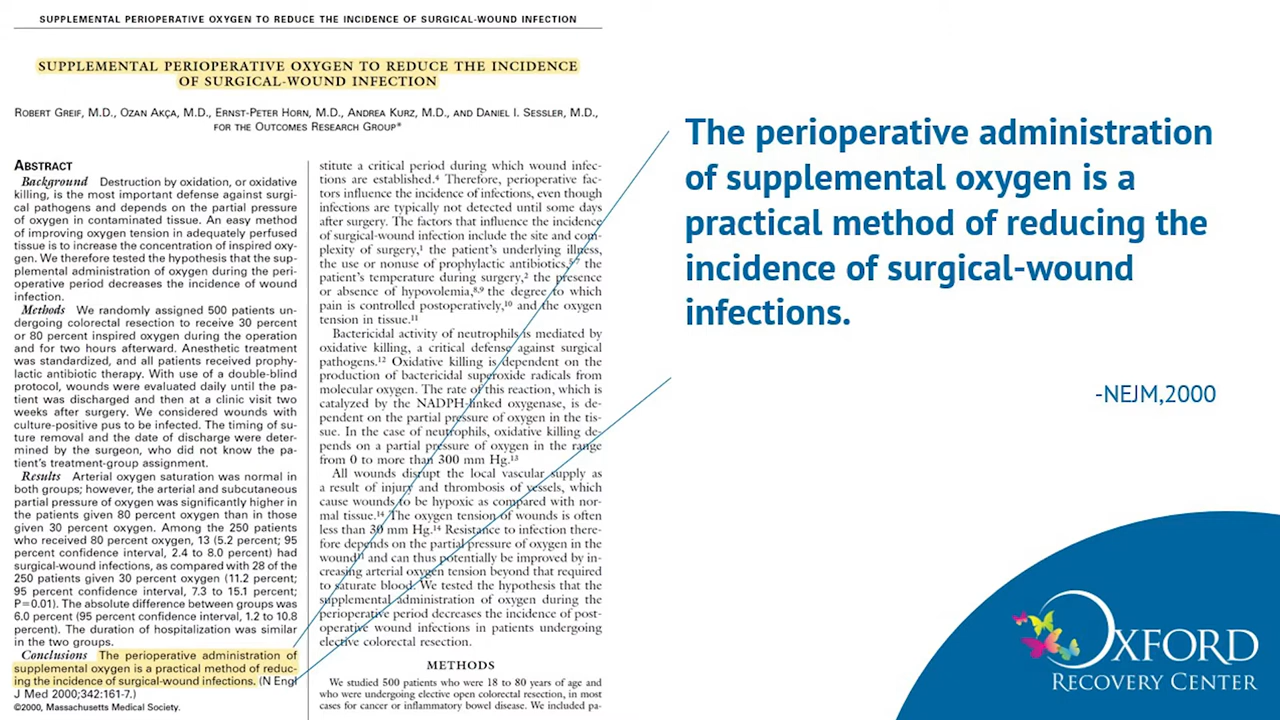 SUPPLEMENTAL PERIOPERATIVE OXYGEN TO REDUCE THE INCIDENCE OF SURGICAL-WOUND INFECTION
SUPPLEMENTAL PERIOPERATIVE OXYGEN TO REDUCE THE INCIDENCE
OF SURGICAL-WOUND INFECTION
ROBERT GREIF, M.D., OZAN AKÇA, M.D., ERNST-PETER HORN, M.D., ANDREA KURZ, M.D., AND DANIEL I. SESSLER, M.D.,
FOR THE OUTCOMES RESEARCH GROUP*
ABSTRACT
Background Destruction by oxidation, or oxidative
killing, is the most important defense against surgi-
cal pathogens and depends on the partial pressure
of oxygen in contaminated tissue. An easy method
of improving oxygen tension in adequately perfused
tissue is to increase the concentration of inspired oxy-
gen. We therefore tested the hypothesis that the sup-
plemental administration of oxygen during the peri-
operative period decreases the incidence of wound
infection.
Methods We randomly assigned 500 patients un-
dergoing colorectal resection to receive 30 percent
or 80 percent inspired oxygen during the operation
and for two hours afterward. Anesthetic treatment
was standardized, and all patients received prophy-
lactic antibiotic therapy. With use of a double-blind
protocol, wounds were evaluated daily until the pa-
tient was discharged and then at a clinic visit two
weeks after surgery. We considered wounds with
culture-positive pus to be infected. The timing of su-
ture removal and the date of discharge were deter-
mined by the surgeon, who did not know the pa-
tient's treatment-group assignment.
Results Arterial oxygen saturation was normal in
both groups; however, the arterial and subcutaneous
partial pressure of oxygen was significantly higher in
the patients given 80 percent oxygen than in those
given 30 percent oxygen. Among the 250 patients
who received 80 percent oxygen, 13 (5.2 percent; 95
percent confidence interval, 2.4 to 8.0 percent) had
surgical-wound infections, as compared with 28 of the
250 patients given 30 percent oxygen (11.2 percent;
95 percent confidence interval, 7.3 to 15.1 percent;
P=0.01). The absolute difference between groups was
6.0 percent (95 percent confidence interval, 1.2 to 10.8
percent). The duration of hospitalization was similar
in the two groups.
Conclusions The perioperative administration of
supplemental oxygen is a practical method of reduc-
ing the incidence of surgical-wound infections. (N Engl
J Med 2000;342:161-7.)
©2000, Massachusetts Medical Society.
stitute a critical period during which wound infec-
tions are established.4 Therefore, perioperative fac-
tors influence the incidence of infections, even though
infections are typically not detected until some days
after surgery. The factors that influence the incidence
of surgical-wound infection include the site and com-
plexity of surgery,1 the patient's underlying illness,
the use or nonuse of prophylactic antibiotics,5-7 the
patient's temperature during surgery,2 the presence
or absence of hypovolemia,8,9 the degree to which
pain is controlled postoperatively,10 and the oxygen
tension in tissue.11
Bactericidal activity of neutrophils is mediated by
oxidative killing, a critical defense against surgical
pathogens.12 Oxidative killing is dependent on the
production of bactericidal superoxide radicals from
molecular oxygen. The rate of this reaction, which is
catalyzed by the NADPH-linked oxygenase, is de-
pendent on the partial pressure of oxygen in the tis-
sue. In the case of neutrophils, oxidative killing de-
pends on a partial pressure of oxygen in the range
from 0 to more than 300 mm Hg.13
All wounds disrupt the local vascular supply as
a result of injury and thrombosis of vessels, which
cause wounds to be hypoxic as compared with nor-
mal tissue.14 The oxygen tension of wounds is often
less than 30 mm Hg.14 Resistance to infection there-
fore depends on the partial pressure of oxygen in the
wound11 and can thus potentially be improved by in-
creasing arterial oxygen tension beyond that required
to saturate blood. We tested the hypothesis that the
supplemental administration of oxygen during the
perioperative period decreases the incidence of post-
operative wound infections in patients undergoing
elective colorectal resection.
METHODS
We studied 500 patients who were 18 to 80 years of age and
who were undergoing elective open colorectal resection, in most
cases for cancer or inflammatory bowel disease. We included pa-
The perioperative administration
of supplemental oxygen is a
practical method of reducing the
incidence of surgical-wound
infections.
-NEJM,2000
OXFORD
RECOVERY CENTER